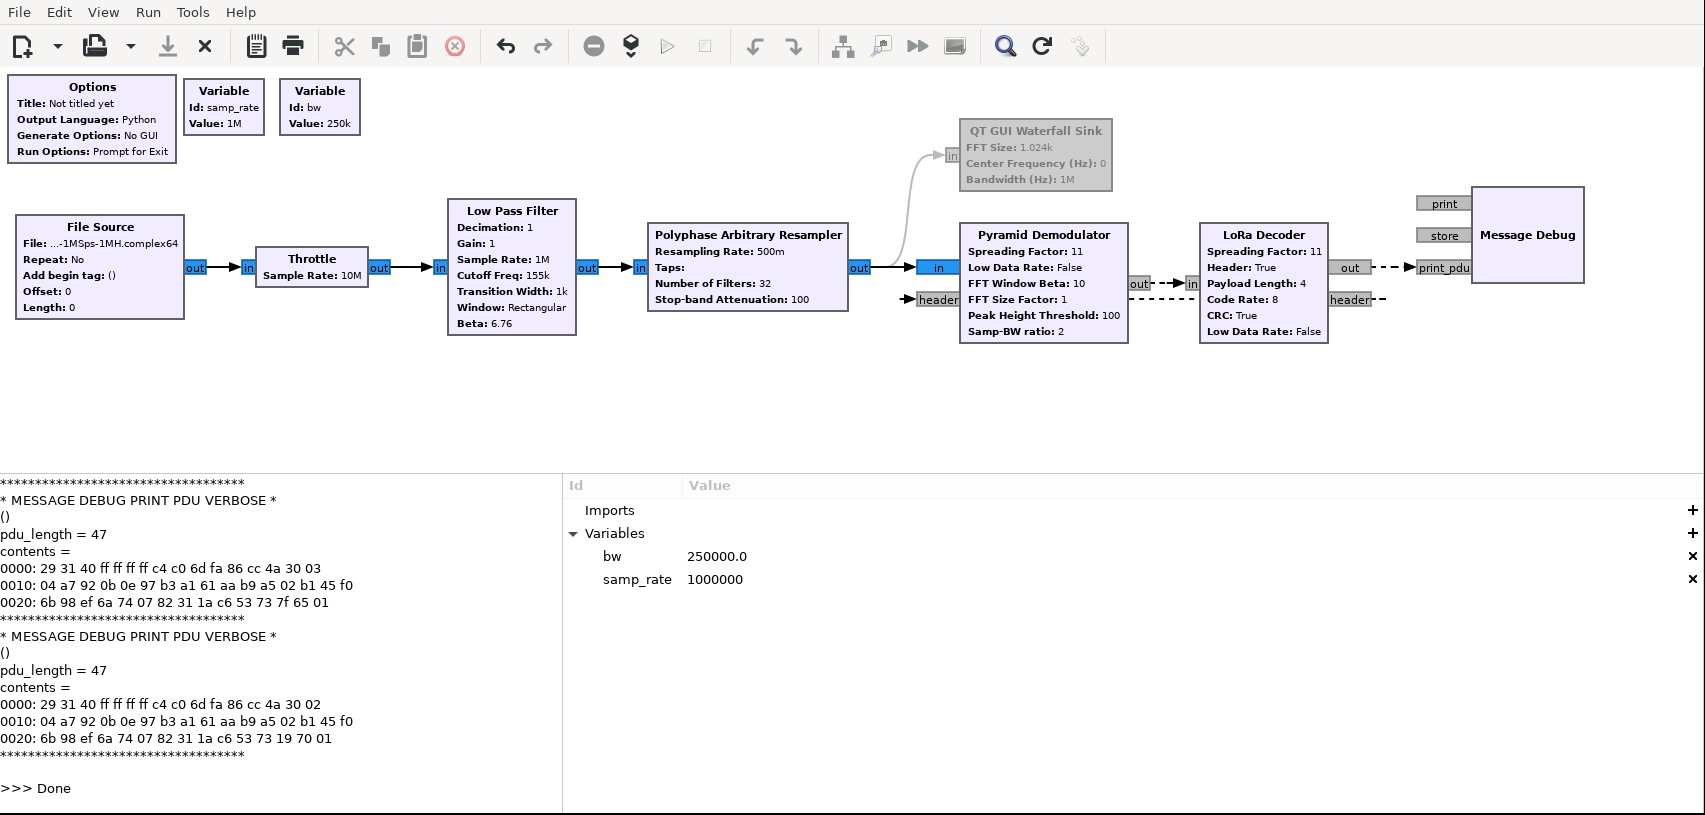 File Edit View Run Tools Help
Options
Title: Not titled yet
Output Language: Python
Generate Options: No GUI
Run Options: Prompt for Exit
Variable
Id: samp_rate
Value: 1M
Variable
Id: bw
Value: 250k
File Source
File: ...-1MSps-1MH.complex64
Repeat: No
Add begin tag: ()
Offset: 0
Length: 0
out
in
Throttle
Sample Rate: 10M
out
in
Low Pass Filter
Decimation: 1
Gain: 1
Sample Rate: 1M
Cutoff Freq: 155k
Transition Width: 1k
Window: Rectangular
Beta: 6.76
out
in
Polyphase Arbitrary Resampler
Resampling Rate: 500m
Taps:
Number of Filters: 32
Stop-band Attenuation: 100
out
in
QT GUI Waterfall Sink
FFT Size: 1.024k
Center Frequency (Hz): 0
Bandwidth (Hz): 1M
in
header
Pyramid Demodulator
Spreading Factor: 11
Low Data Rate: False
FFT Window Beta: 10
FFT Size Factor: 1
Peak Height Threshold: 100
Samp-BW ratio: 2
out
in
LoRa Decoder
Spreading Factor: 11
Header: True
Payload Length: 4
Code Rate: 8
CRC: True
Low Data Rate: False
out
header
print
store
print_pdu
Message Debug
***********************************
* MESSAGE DEBUG PRINT PDU VERBOSE *
()
pdu_length = 47
contents =
0000: 29 31 40 ff ff ff ff c4 c0 6d fa 86 cc 4a 30 03
0010: 04 a7 92 0b 0e 97 b3 a1 61 aa b9 a5 02 b1 45 f0
0020: 6b 98 ef 6a 74 07 82 31 1a c6 53 73 7f 65 01
***********************************
* MESSAGE DEBUG PRINT PDU VERBOSE *
()
pdu_length = 47
contents =
0000: 29 31 40 ff ff ff ff c4 c0 6d fa 86 cc 4a 30 02
0010: 04 a7 92 0b 0e 97 b3 a1 61 aa b9 a5 02 b1 45 f0
0020: 6b 98 ef 6a 74 07 82 31 1a c6 53 73 19 70 01
***********************************
>>> Done
Id Value
Imports
Variables
bw 250000.0
samp_rate 1000000